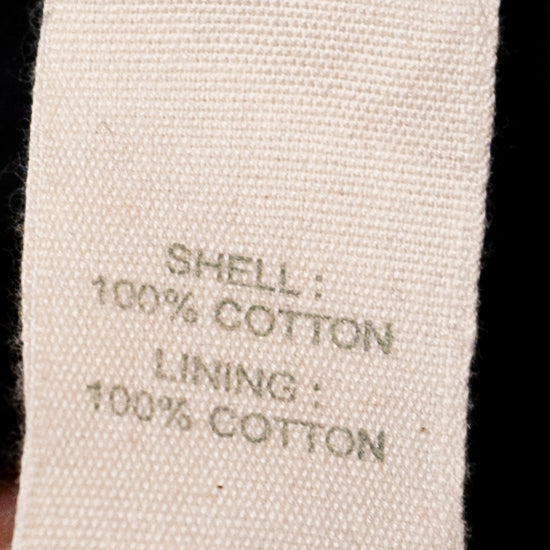 SHELL :
100% COTTON
LINING :
100% COTTON